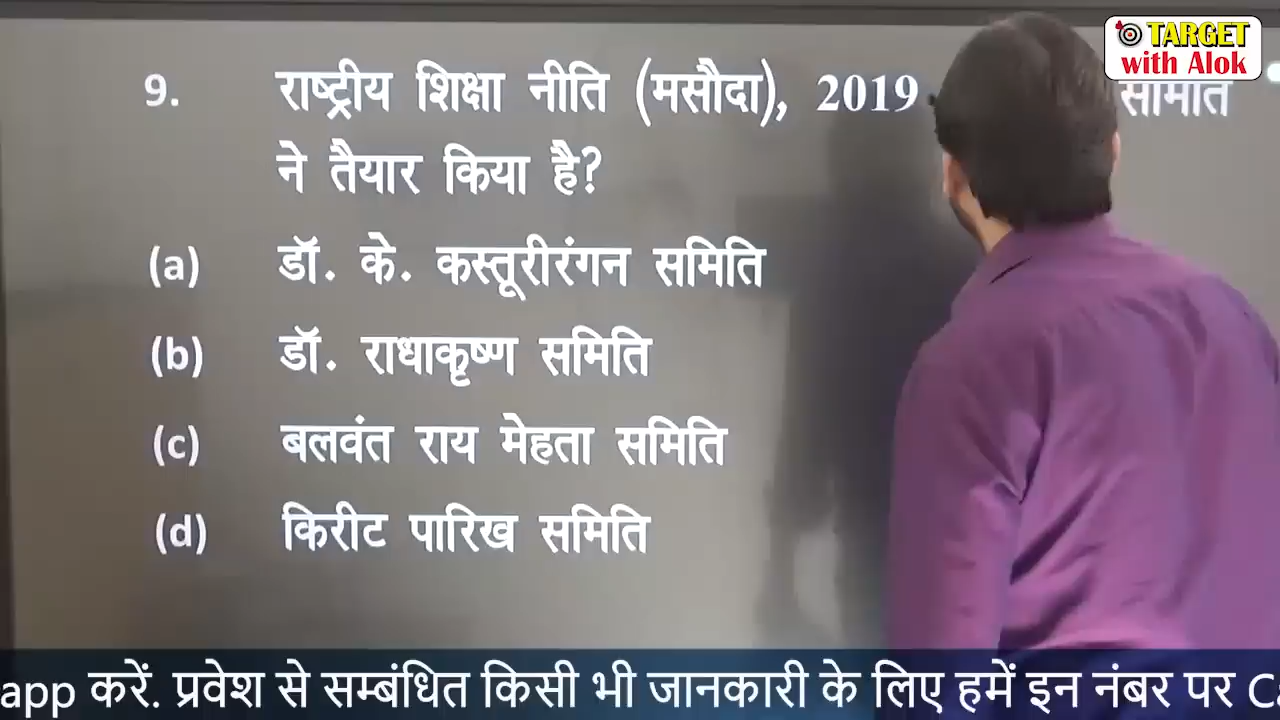 TARGET
with Alok
9. राष्ट्रीय शिक्षा नीति (मसौदा), 2019 समिति
ने तैयार किया है?
(a) डॉ. के. कस्तूरीरंगन समिति
(b) डॉ. राधाकृष्ण समिति
(c) बलवंत राय मेहता समिति
(d) किरीट पारिख समिति
app करें. प्रवेश से सम्बंधित किसी भी जानकारी के लिए हमें इन नंबर पर